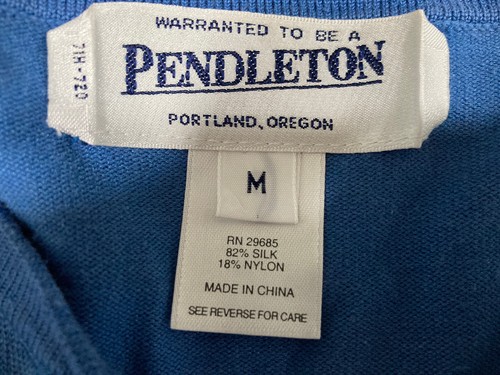 WARRANTED TO BE A
PENDLETON
PORTLAND, OREGON
71H-720
M
RN 29685
82% SILK
18% NYLON
MADE IN CHINA
SEE REVERSE FOR CARE